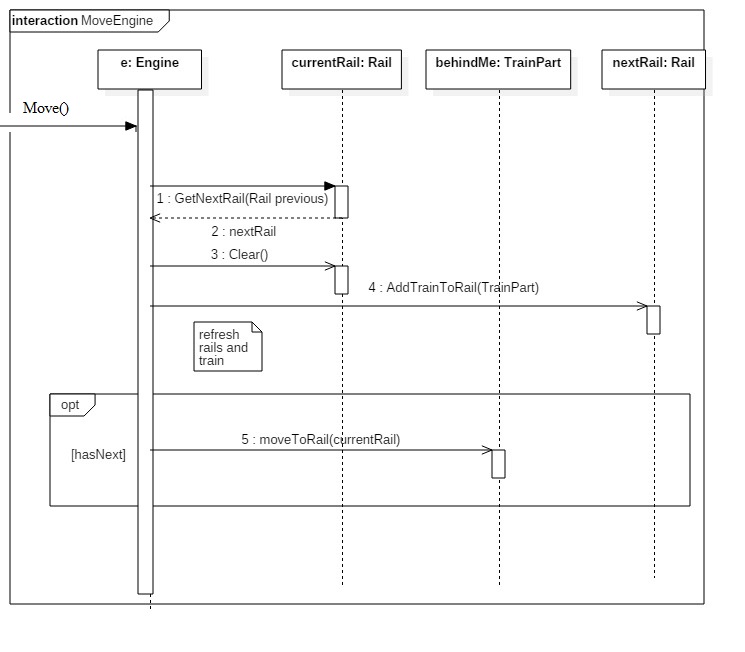 interaction MoveEngine
e: Engine
currentRail: Rail
behindMe: TrainPart
nextRail: Rail
Move()
1 : GetNextRail(Rail previous)
2 : nextRail
3 : Clear()
4 : AddTrainToRail(TrainPart)
refresh
rails and
train
opt
5 : moveToRail(currentRail)
[hasNext]